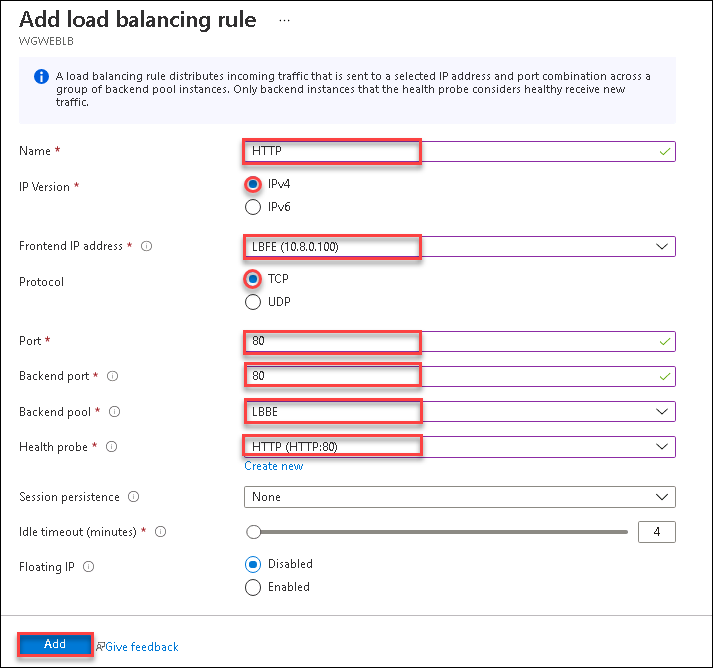 Add load balancing rule ...
WGWEBLB
A load balancing rule distributes incoming traffic that is sent to a selected IP address and port combination across a
group of backend pool instances. Only backend instances that the health probe considers healthy receive new
traffic.
Name * HTTP
IP Version * IPv4
IPv6
Frontend IP address * LBFE (10.8.0.100)
Protocol TCP
UDP
Port * 80
Backend port * 80
Backend pool * LBBE
Health probe * HTTP (HTTP:80)
Create new
Session persistence None
Idle timeout (minutes) * 4
Floating IP Disabled
Enabled
Add Give feedback